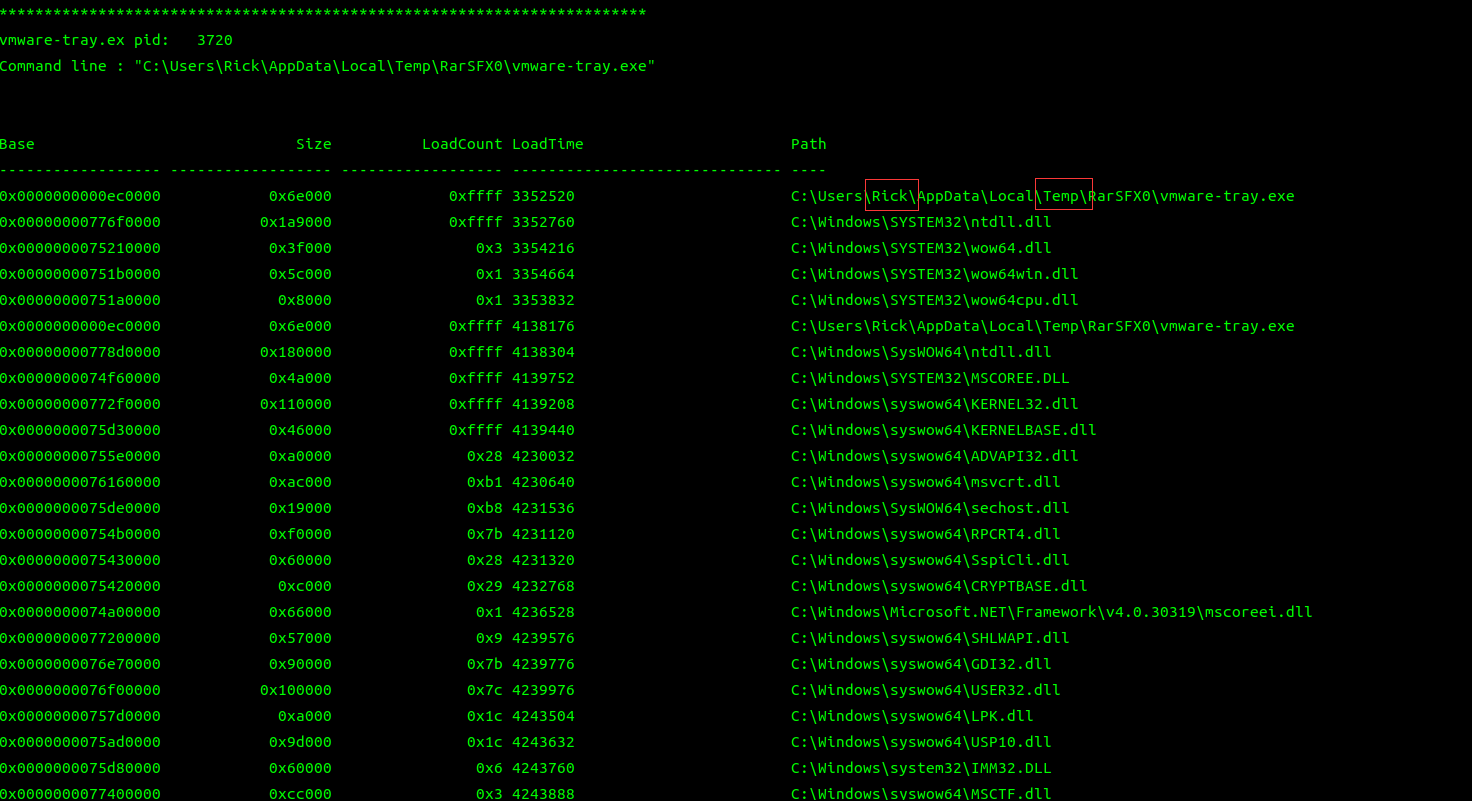 ************************************************************************
vmware-tray.ex pid:   3720
Command line : "C:\Users\Rick\AppData\Local\Temp\RarSFX0\vmware-tray.exe"
Base                             Size          LoadCount LoadTime                       Path
------------------ ------------------ ------------------ ------------------------------ ----
0x0000000000ec0000            0x6e000             0xffff 3352520                        C:\Users\Rick\AppData\Local\Temp\RarSFX0\vmware-tray.exe
0x00000000776f0000           0x1a9000             0xffff 3352760                        C:\Windows\SYSTEM32\ntdll.dll
0x0000000075210000            0x3f000                0x3 3354216                        C:\Windows\SYSTEM32\wow64.dll
0x00000000751b0000            0x5c000                0x1 3354664                        C:\Windows\SYSTEM32\wow64win.dll
0x00000000751a0000             0x8000                0x1 3353832                        C:\Windows\SYSTEM32\wow64cpu.dll
0x0000000000ec0000            0x6e000             0xffff 4138176                        C:\Users\Rick\AppData\Local\Temp\RarSFX0\vmware-tray.exe
0x00000000778d0000           0x180000             0xffff 4138304                        C:\Windows\SysWOW64\ntdll.dll
0x0000000074f60000            0x4a000             0xffff 4139752                        C:\Windows\SYSTEM32\MSCOREE.DLL
0x00000000772f0000           0x110000             0xffff 4139208                        C:\Windows\syswow64\KERNEL32.dll
0x0000000075d30000            0x46000             0xffff 4139440                        C:\Windows\syswow64\KERNELBASE.dll
0x00000000755e0000            0xa0000               0x28 4230032                        C:\Windows\syswow64\ADVAPI32.dll
0x0000000076160000            0xac000               0xb1 4230640                        C:\Windows\syswow64\msvcrt.dll
0x0000000075de0000            0x19000               0xb8 4231536                        C:\Windows\SysWOW64\sechost.dll
0x00000000754b0000            0xf0000               0x7b 4231120                        C:\Windows\syswow64\RPCRT4.dll
0x0000000075430000            0x60000               0x28 4231320                        C:\Windows\syswow64\SspiCli.dll
0x0000000075420000             0xc000               0x29 4232768                        C:\Windows\syswow64\CRYPTBASE.dll
0x0000000074a00000            0x66000                0x1 4236528                        C:\Windows\Microsoft.NET\Framework\v4.0.30319\mscoreei.dll
0x0000000077200000            0x57000                0x9 4239576                        C:\Windows\syswow64\SHLWAPI.dll
0x0000000076e70000            0x90000               0x7b 4239776                        C:\Windows\syswow64\GDI32.dll
0x0000000076f00000           0x100000               0x7c 4239976                        C:\Windows\syswow64\USER32.dll
0x00000000757d0000             0xa000               0x1c 4243504                        C:\Windows\syswow64\LPK.dll
0x0000000075ad0000            0x9d000               0x1c 4243632                        C:\Windows\syswow64\USP10.dll
0x0000000075d80000            0x60000                0x6 4243760                        C:\Windows\system32\IMM32.DLL
0x0000000077400000            0xcc000                0x3 4243888                        C:\Windows\syswow64\MSCTF.dll